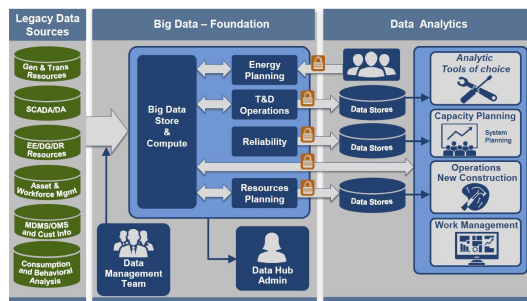 Legacy Data
Sources
Gen & Trans
Resources
SCADA/DA
EE/DG/DR
Resources
Asset &
Workforce Mgmt
MDMS/OMS
and Cust Info
Consumption
and Behavioral
Analysis
Big Data – Foundation
Big Data
Store
&
Compute
Energy
Planning
T&D
Operations
Reliability
Resources
Planning
Data
Management
Team
Data Hub
Admin
Data Analytics
Data Stores
Data Stores
Data Stores
Analytic
Tools of choice
Capacity Planning
System
Planning
Operations
New Construction
Work Management